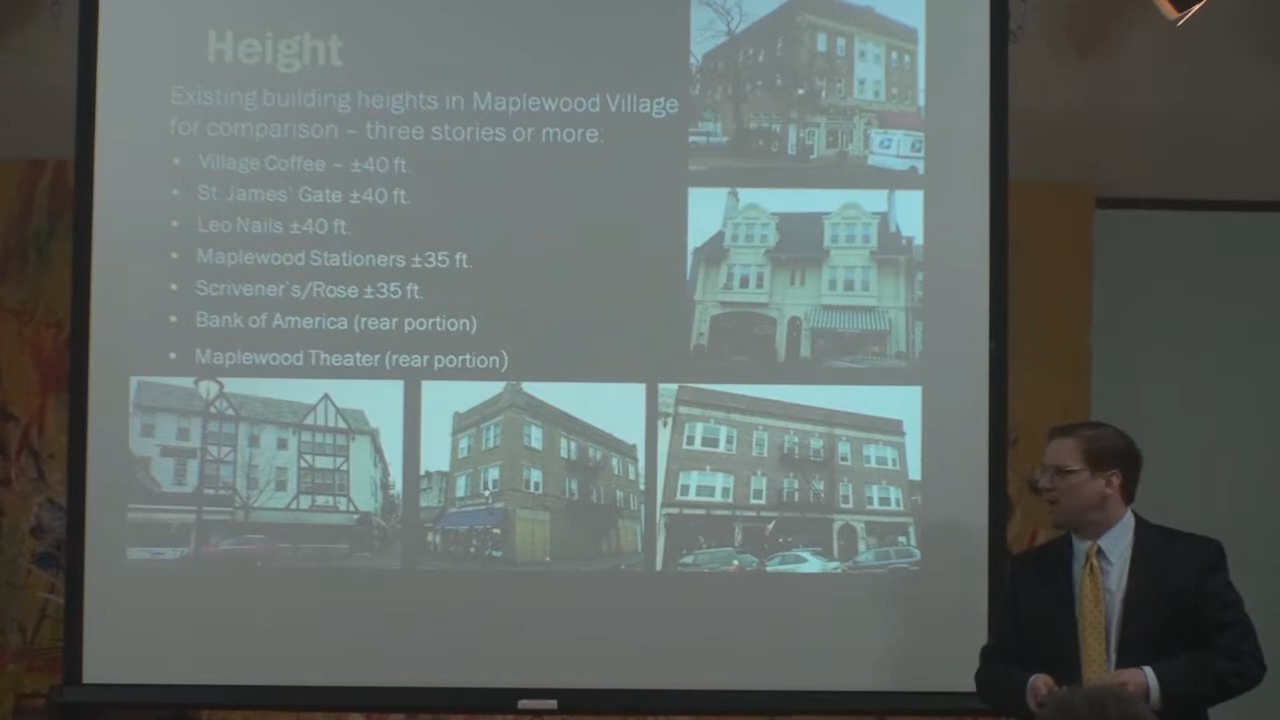 Height
Existing building heights in Maplewood Village
for comparison – three stories or more:
• Village Coffee – ±40 ft.
• St. James' Gate ±40 ft.
• Leo Nails ±40 ft.
• Maplewood Stationers ±35 ft.
• Scrivener's/Rose ±35 ft.
• Bank of America (rear portion)
• Maplewood Theater (rear portion)